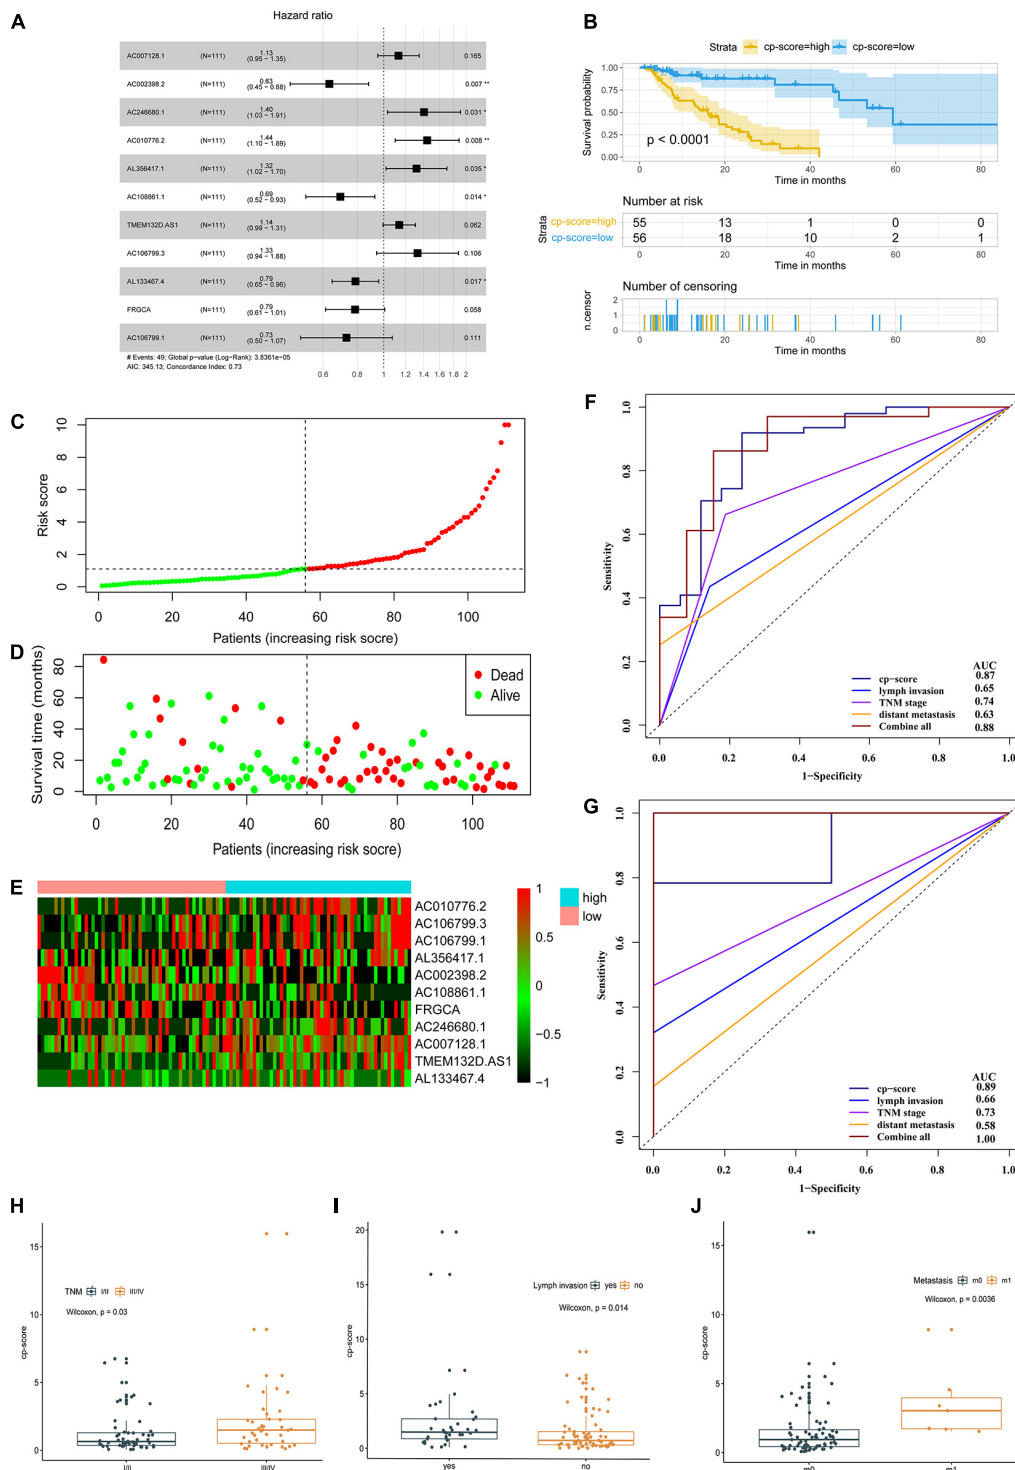 A
Hazard ratio
AC007128.1 (N=111) 1.13 (0.95 − 1.35) 0.165
AC002398.2 (N=111) 0.63 (0.45 − 0.88) 0.007 **
AC246680.1 (N=111) 1.40 (1.03 − 1.91) 0.031 *
AC010776.2 (N=111) 1.44 (1.10 − 1.89) 0.008 **
AL356417.1 (N=111) 1.32 (1.02 − 1.70) 0.035 *
AC108861.1 (N=111) 0.69 (0.52 − 0.93) 0.014 *
TMEM132D.AS1 (N=111) 1.14 (0.99 − 1.31) 0.062
AC106799.3 (N=111) 1.33 (0.94 − 1.88) 0.106
AL133467.4 (N=111) 0.79 (0.65 − 0.96) 0.017 *
FRGCA (N=111) 0.79 (0.61 − 1.01) 0.058
AC106799.1 (N=111) 0.73 (0.50 − 1.07) 0.111
# Events: 49; Global p−value (Log−Rank): 3.8361e−05
AIC: 345.13; Concordance Index: 0.73
0.6 0.8 1 1.2 1.4 1.6 1.8 2
B
Strata cp-score=high cp-score=low
Survival probability
1.00
0.75
0.50
0.25
0.00
p < 0.0001
0 20 40 60 80
Time in months
Number at risk
Strata
cp-score=high 55 13 1 0 0
cp-score=low 56 18 10 2 1
0 20 40 60 80
Time in months
Number of censoring
n.censor
2
1
0
0 20 40 60 80
Time in months
C
Risk score
10
8
6
4
2
0
0 20 40 60 80 100
Patients (increasing risk socre)
D
Survival time (months)
80
60
40
20
0
Dead
Alive
0 20 40 60 80 100
Patients (increasing risk socre)
E
AC010776.2
AC106799.3
AC106799.1
AL356417.1
AC002398.2
AC108861.1
FRGCA
AC246680.1
AC007128.1
TMEM132D.AS1
AL133467.4
1
0.5
0
−0.5
−1
high
low
F
Sensitivity
1.0
0.8
0.6
0.4
0.2
0.0
AUC
cp−score 0.87
lymph invasion 0.65
TNM stage 0.74
distant metastasis 0.63
Combine all 0.88
0.0 0.2 0.4 0.6 0.8 1.0
1−Specificity
G
Sensitivity
1.0
0.8
0.6
0.4
0.2
0.0
AUC
cp−score 0.89
lymph invasion 0.66
TNM stage 0.73
distant metastasis 0.58
Combine all 1.00
0.0 0.2 0.4 0.6 0.8 1.0
1−Specificity
H
cp-score
15
10
5
0
TNM I/II III/IV
Wilcoxon, p = 0.03
I/II III/IV
I
cp-score
20
15
10
5
0
Lymph invasion yes no
Wilcoxon, p = 0.014
yes no
J
cp-score
15
10
5
0
Metastasis m0 m1
Wilcoxon, p = 0.0036
m0 m1